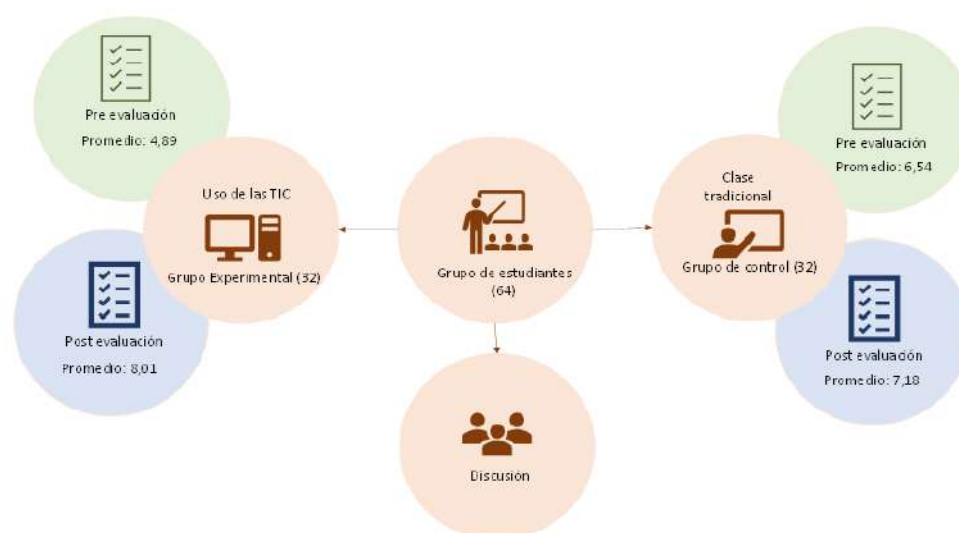 Pre evaluación
Promedio: 4,89
Uso de las TIC
Grupo Experimental (32)
Post evaluación
Promedio: 8,01
Grupo de estudiantes
(64)
Discusión
Clase
tradicional
Grupo de control (32)
Pre evaluación
Promedio: 6,54
Post evaluación
Promedio: 7,18